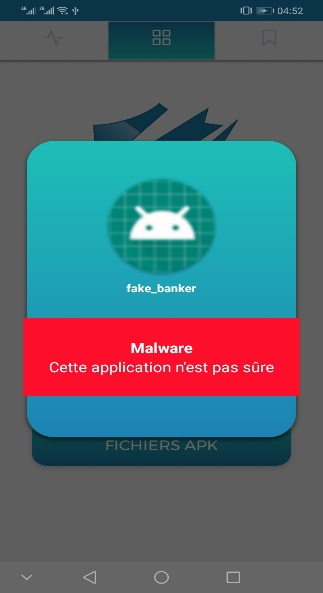 04:52
fake_banker
Malware
Cette application n'est pas sûre
FICHIERS APK